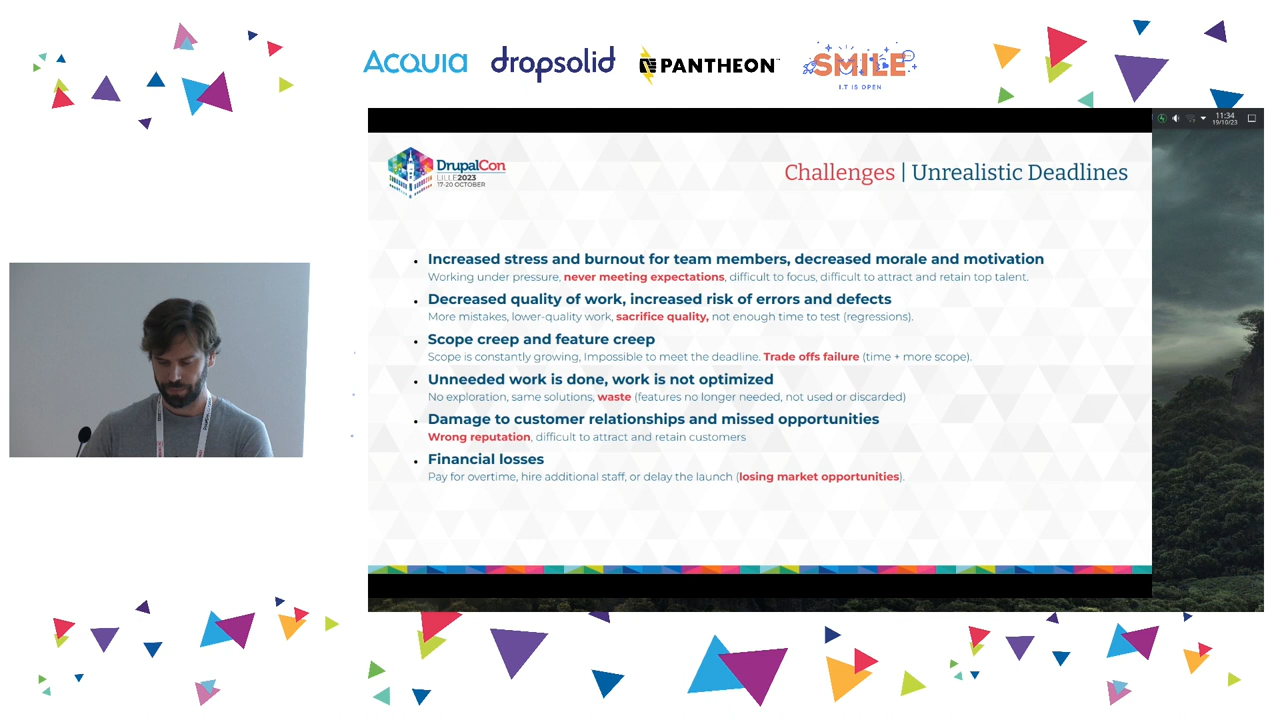 ACQUIA dropsolid PANTHEON SMILE
I.T IS OPEN
11:34
19/10/23
DrupalCon
LILLE2023
17-20 OCTOBER
Challenges | Unrealistic Deadlines
• Increased stress and burnout for team members, decreased morale and motivation
Working under pressure, never meeting expectations, difficult to focus, difficult to attract and retain top talent.
• Decreased quality of work, increased risk of errors and defects
More mistakes, lower-quality work, sacrifice quality, not enough time to test (regressions).
• Scope creep and feature creep
Scope is constantly growing, Impossible to meet the deadline. Trade offs failure (time + more scope).
• Unneeded work is done, work is not optimized
No exploration, same solutions, waste (features no longer needed, not used or discarded)
• Damage to customer relationships and missed opportunities
Wrong reputation, difficult to attract and retain customers
• Financial losses
Pay for overtime, hire additional staff, or delay the launch (losing market opportunities).